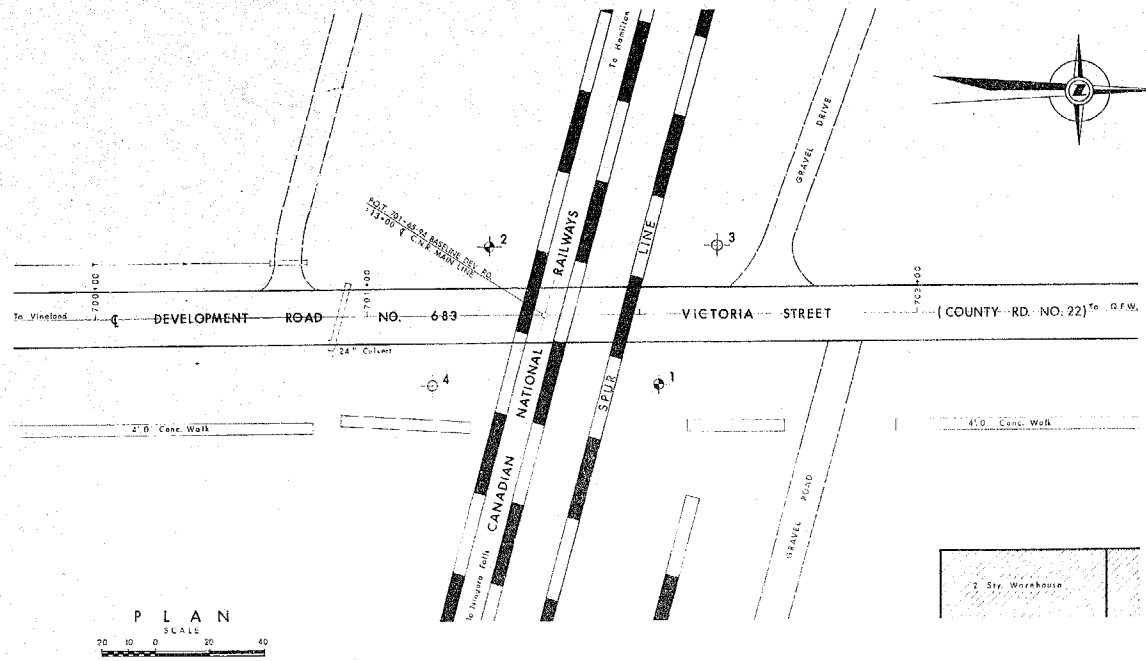 To Hamilton
GRAVEL DRIVE
P.O.T. 701+65.94 BASELINE DEV. RD.
13+00 ℄ C.N.R. MAIN LINE
2
3
RAILWAYS
LINE
700+00
701+00
703+00
To Vineland
℄ DEVELOPMENT ROAD NO. 683
VICTORIA STREET
(COUNTY RD. NO. 22) To Q.E.W.
24" Culvert
4
1
NATIONAL
SPUR
4'.0 Conc. Walk
4'.0 Conc. Walk
CANADIAN
GRAVEL ROAD
To Niagara Falls
2 Sty. Warehouse
PLAN
SCALE
20 10 0 20 40